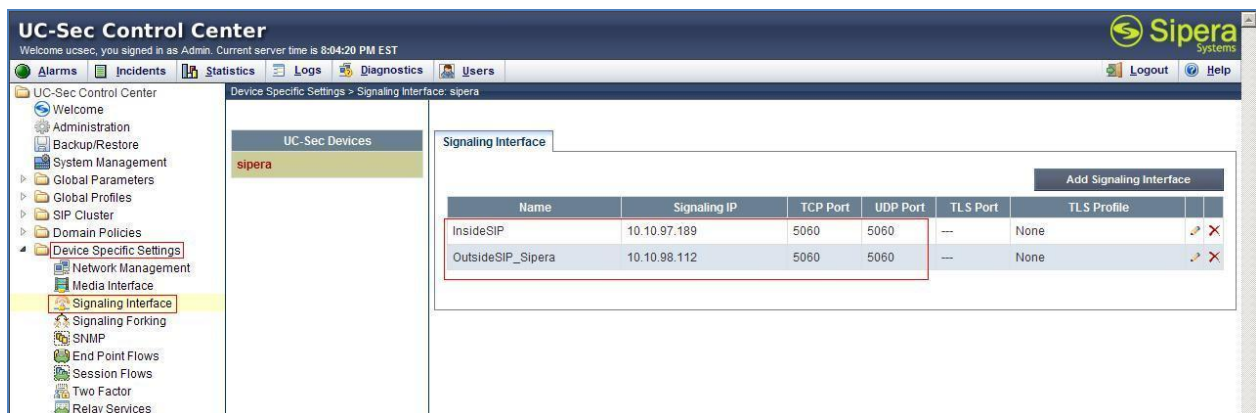 UC-Sec Control Center
Welcome ucsec, you signed in as Admin. Current server time is 8:04:20 PM EST
Sipera
Systems
Alarms Incidents Statistics Logs Diagnostics Users Logout Help
UC-Sec Control Center
Welcome
Administration
Backup/Restore
System Management
Global Parameters
Global Profiles
SIP Cluster
Domain Policies
Device Specific Settings
Network Management
Media Interface
Signaling Interface
Signaling Forking
SNMP
End Point Flows
Session Flows
Two Factor
Relay Services
Device Specific Settings > Signaling Interface: sipera
UC-Sec Devices
sipera
Signaling Interface
Add Signaling Interface
Name Signaling IP TCP Port UDP Port TLS Port TLS Profile
InsideSIP 10.10.97.189 5060 5060 --- None
OutsideSIP_Sipera 10.10.98.112 5060 5060 --- None